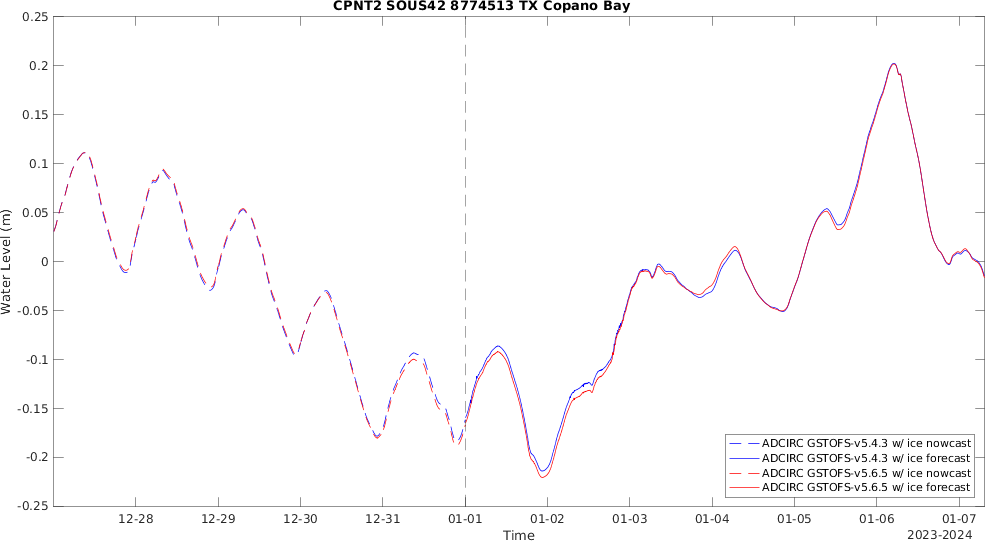 CPNT2 SOUS42 8774513 TX Copano Bay
0.25
0.2
0.15
0.1
0.05
0
-0.05
-0.1
-0.15
-0.2
-0.25
Water Level (m)
ADCIRC GSTOFS-v5.4.3 w/ ice nowcast
ADCIRC GSTOFS-v5.4.3 w/ ice forecast
ADCIRC GSTOFS-v5.6.5 w/ ice nowcast
ADCIRC GSTOFS-v5.6.5 w/ ice forecast
12-28 12-29 12-30 12-31 01-01 01-02 01-03 01-04 01-05 01-06 01-07
Time
2023-2024